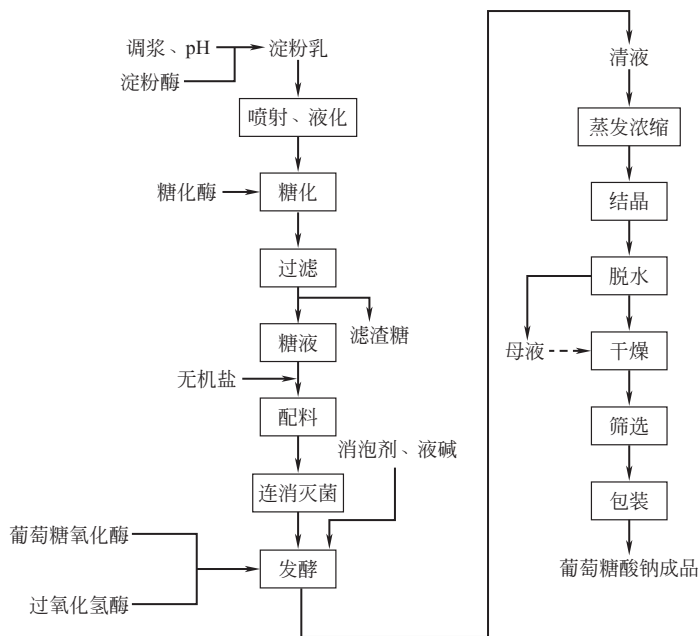 调浆、pH
淀粉乳
淀粉酶
喷射、液化
糖化酶
糖化
过滤
滤渣糖
糖液
无机盐
配料
消泡剂、液碱
连消灭菌
葡萄糖氧化酶
发酵
过氧化氢酶
清液
蒸发浓缩
结晶
脱水
母液
干燥
筛选
包装
葡萄糖酸钠成品